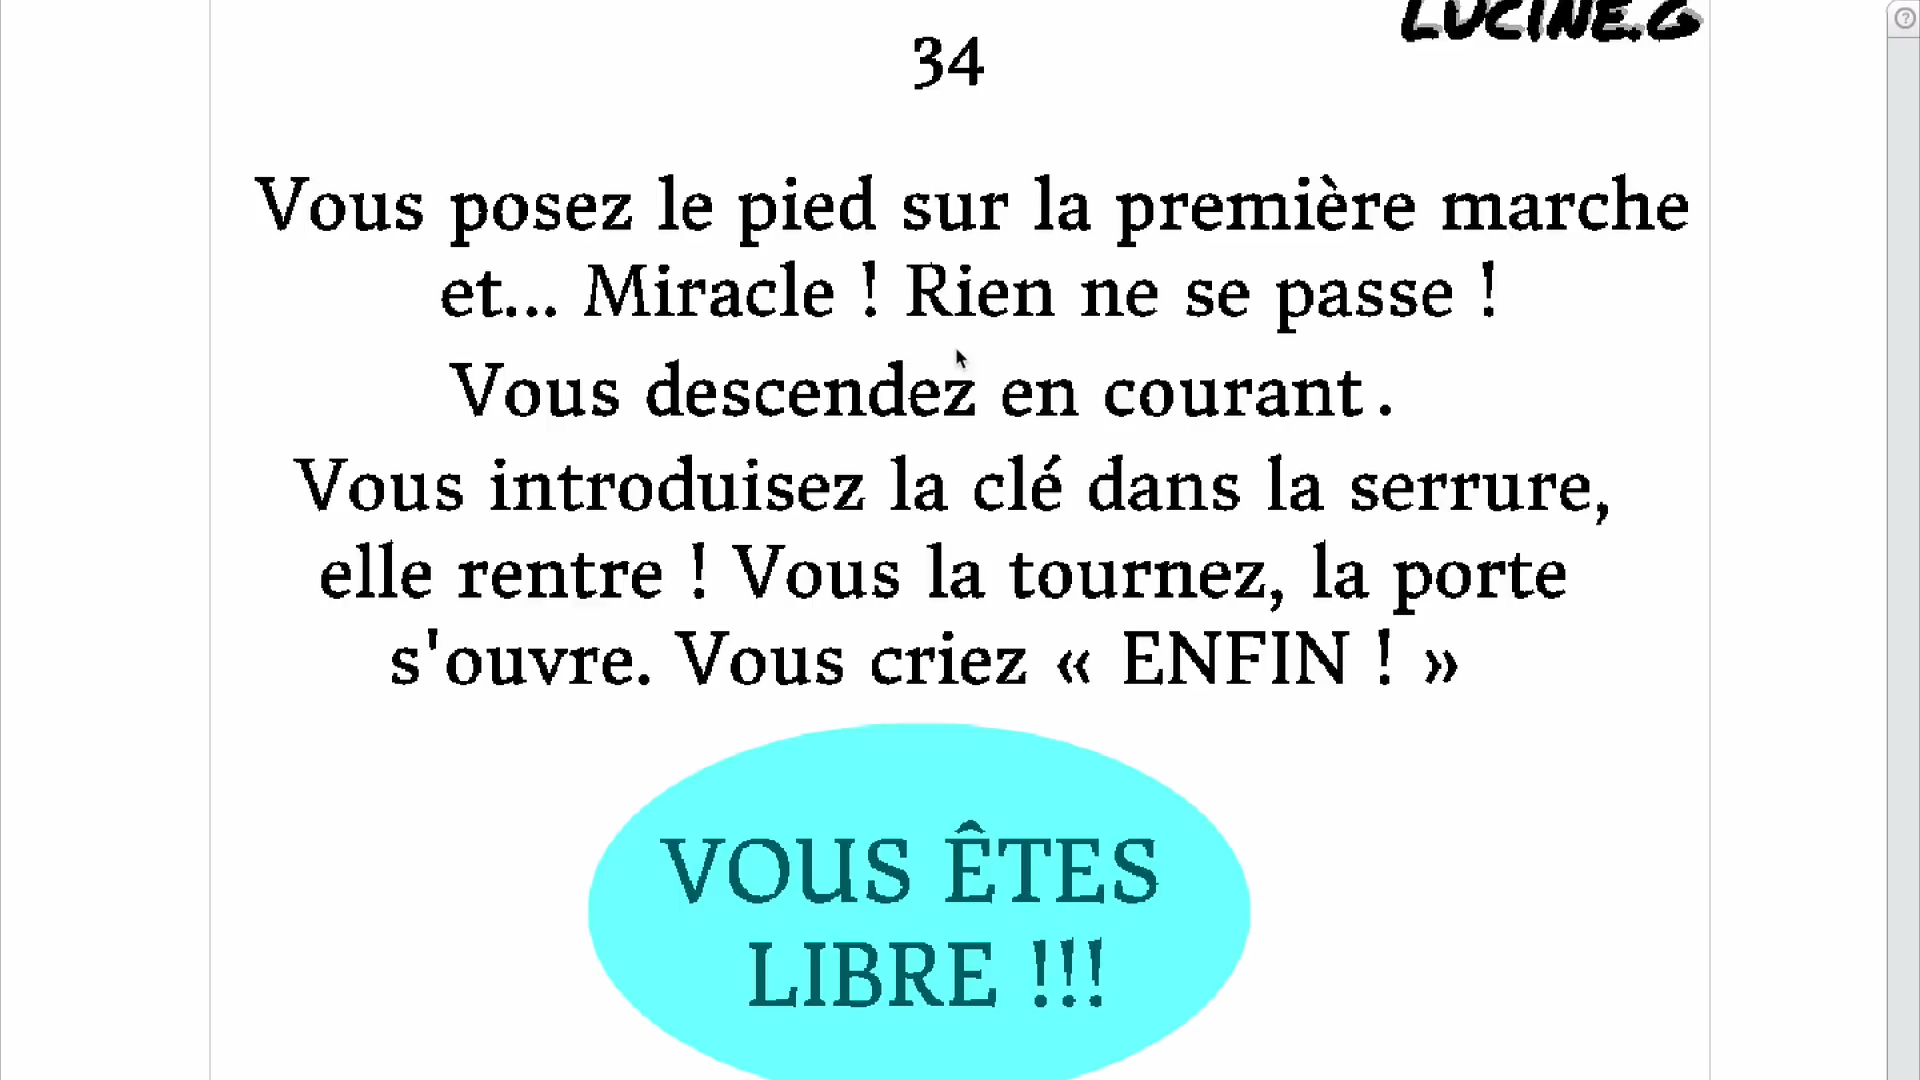 LUCINE.G
34
Vous posez le pied sur la première marche
et... Miracle ! Rien ne se passe !
Vous descendez en courant .
Vous introduisez la clé dans la serrure,
elle rentre ! Vous la tournez, la porte
s'ouvre. Vous criez « ENFIN ! »
VOUS ÊTES
LIBRE !!!